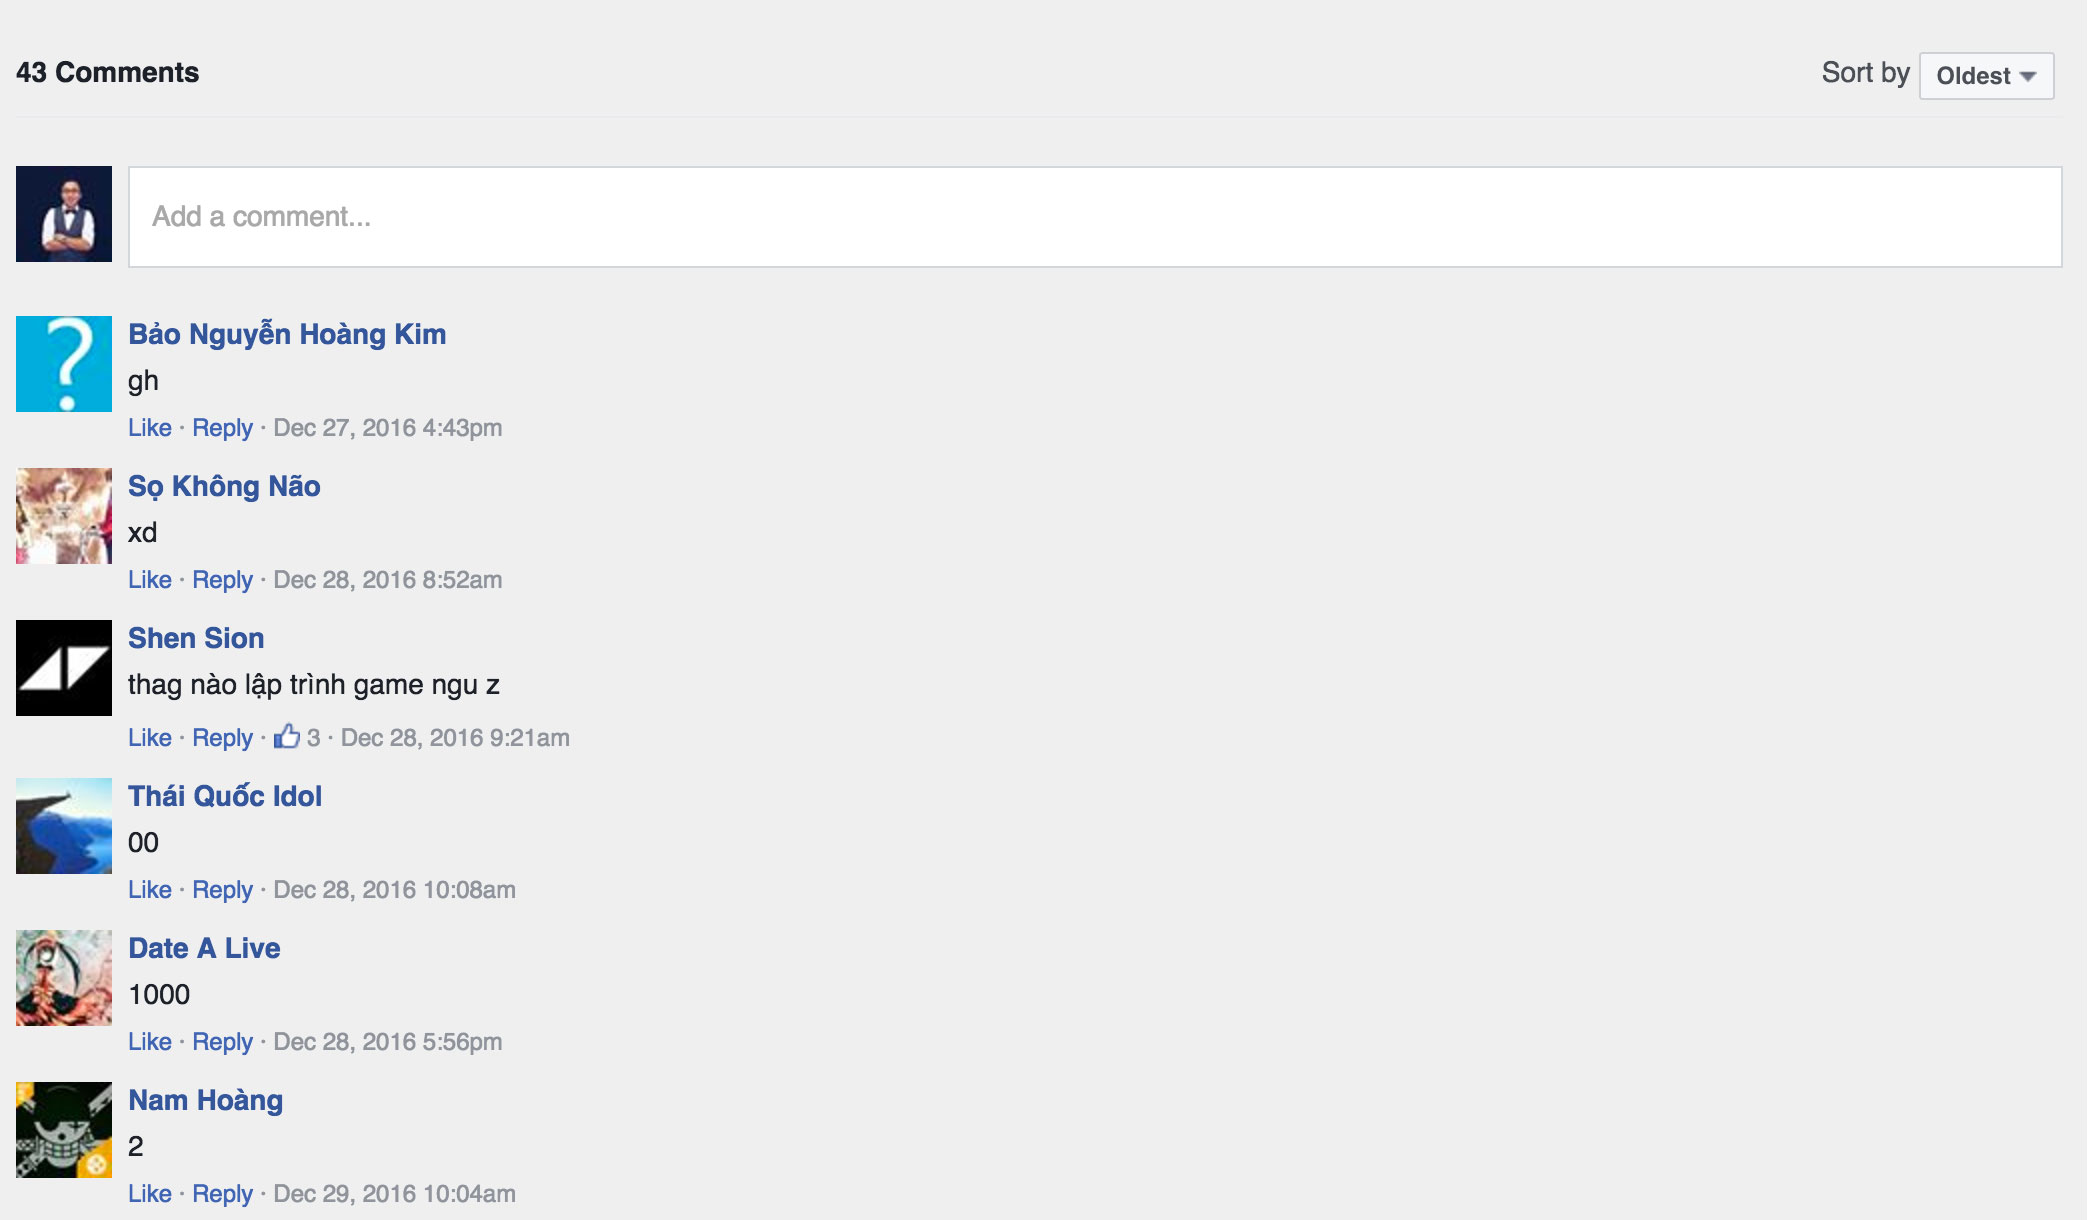 43 Comments
Sort by Oldest
Add a comment...
Bảo Nguyễn Hoàng Kim
gh
Like · Reply · Dec 27, 2016 4:43pm
Sọ Không Não
xd
Like · Reply · Dec 28, 2016 8:52am
Shen Sion
thag nào lập trình game ngu z
Like · Reply · 3 · Dec 28, 2016 9:21am
Thái Quốc Idol
00
Like · Reply · Dec 28, 2016 10:08am
Date A Live
1000
Like · Reply · Dec 28, 2016 5:56pm
Nam Hoàng
2
Like · Reply · Dec 29, 2016 10:04am